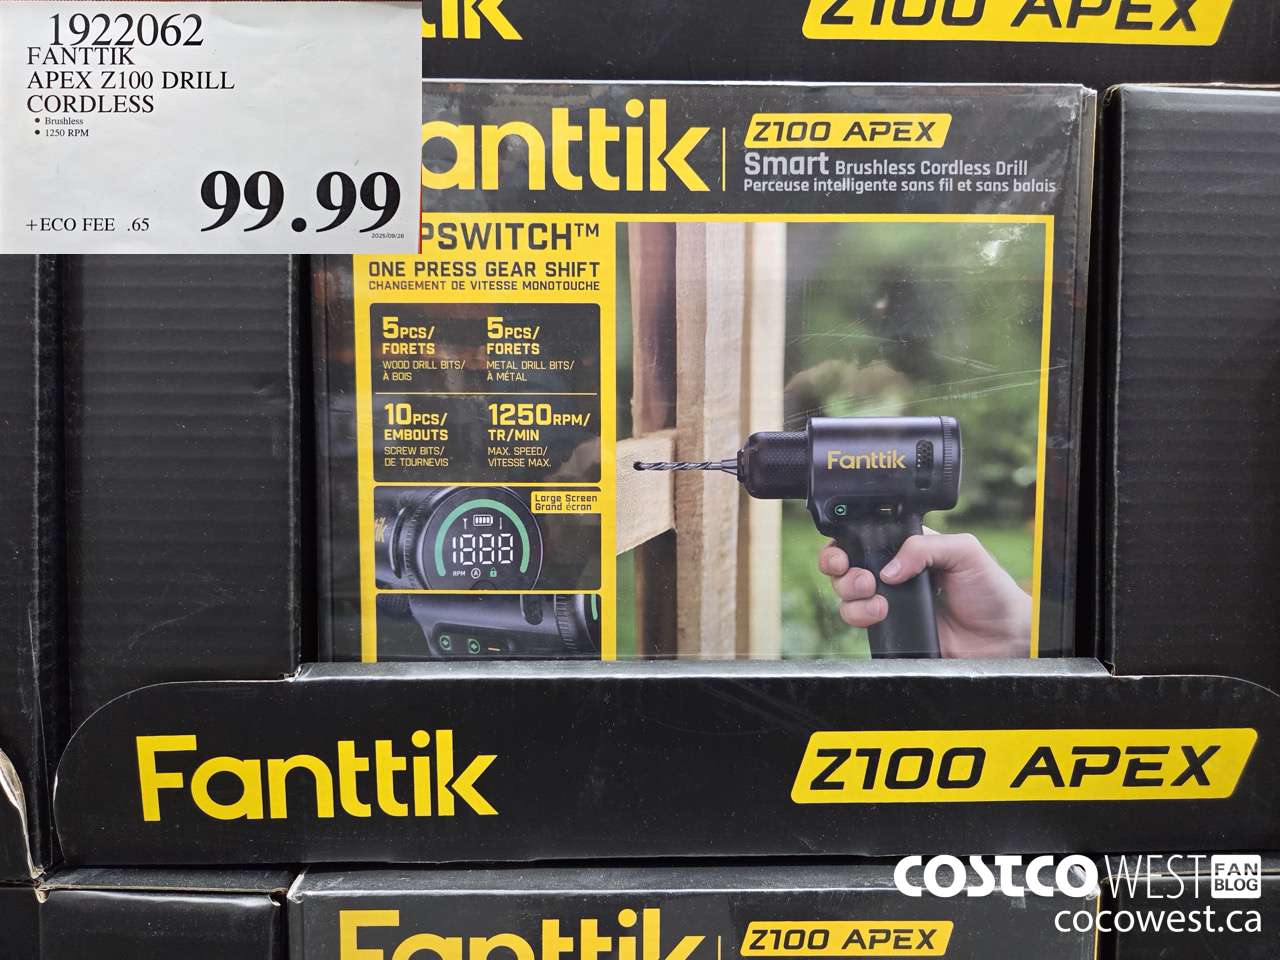 1922062
FANTTIK
APEX Z100 DRILL
CORDLESS
• Brushless
• 1250 RPM
+ECO FEE .65
99.99
2025/09/28
Z100 APEX
Fanttik
Z100 APEX
Smart Brushless Cordless Drill
Perceuse intelligente sans fil et sans balais
PSWITCH™
ONE PRESS GEAR SHIFT
CHANGEMENT DE VITESSE MONOTOUCHE
5PCS/
FORETS
WOOD DRILL BITS/
À BOIS
5PCS/
FORETS
METAL DRILL BITS/
À MÉTAL
10PCS/
EMBOUTS
SCREW BITS/
DE TOURNEVIS
1250RPM/
TR/MIN
MAX. SPEED/
VITESSE MAX.
Large Screen
Grand écran
1888
RPM
A
Fanttik
Fanttik
Z100 APEX
COSTCO WEST FAN BLOG
cocowest.ca
Fanttik
Z100 APEX